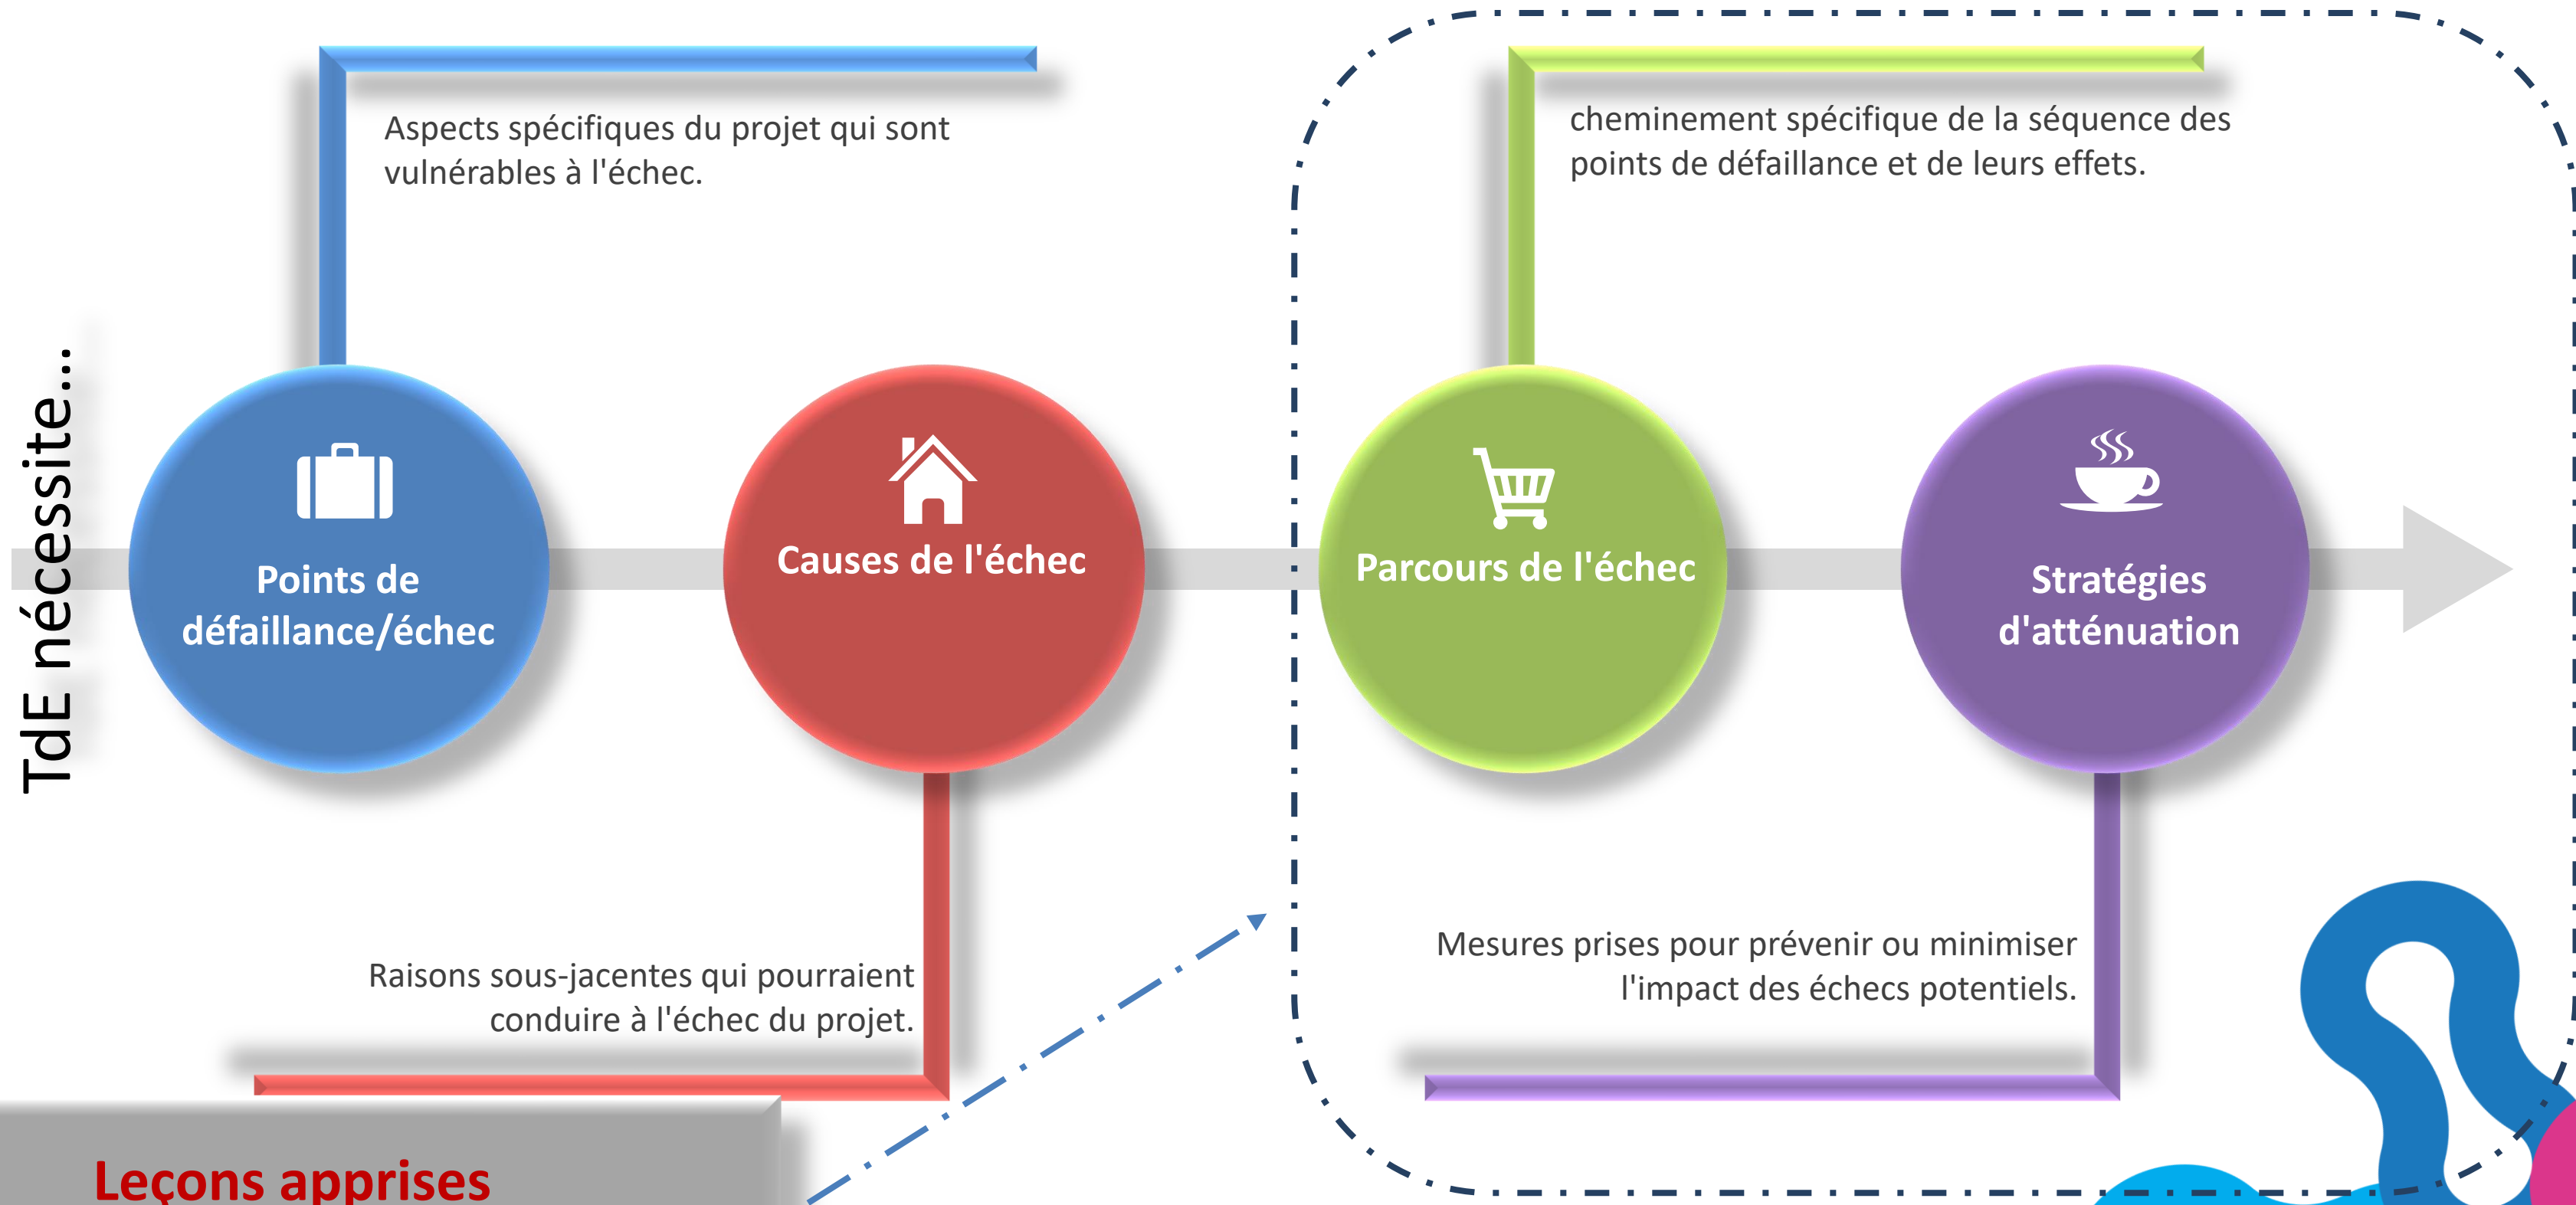 TdE nécessite...
Aspects spécifiques du projet qui sont
vulnérables à l'échec.
Points de
défaillance/échec
Causes de l'échec
Raisons sous-jacentes qui pourraient
conduire à l'échec du projet.
cheminement spécifique de la séquence des
points de défaillance et de leurs effets.
Parcours de l'échec
Stratégies
d'atténuation
Mesures prises pour prévenir ou minimiser
l'impact des échecs potentiels.
Leçons apprises